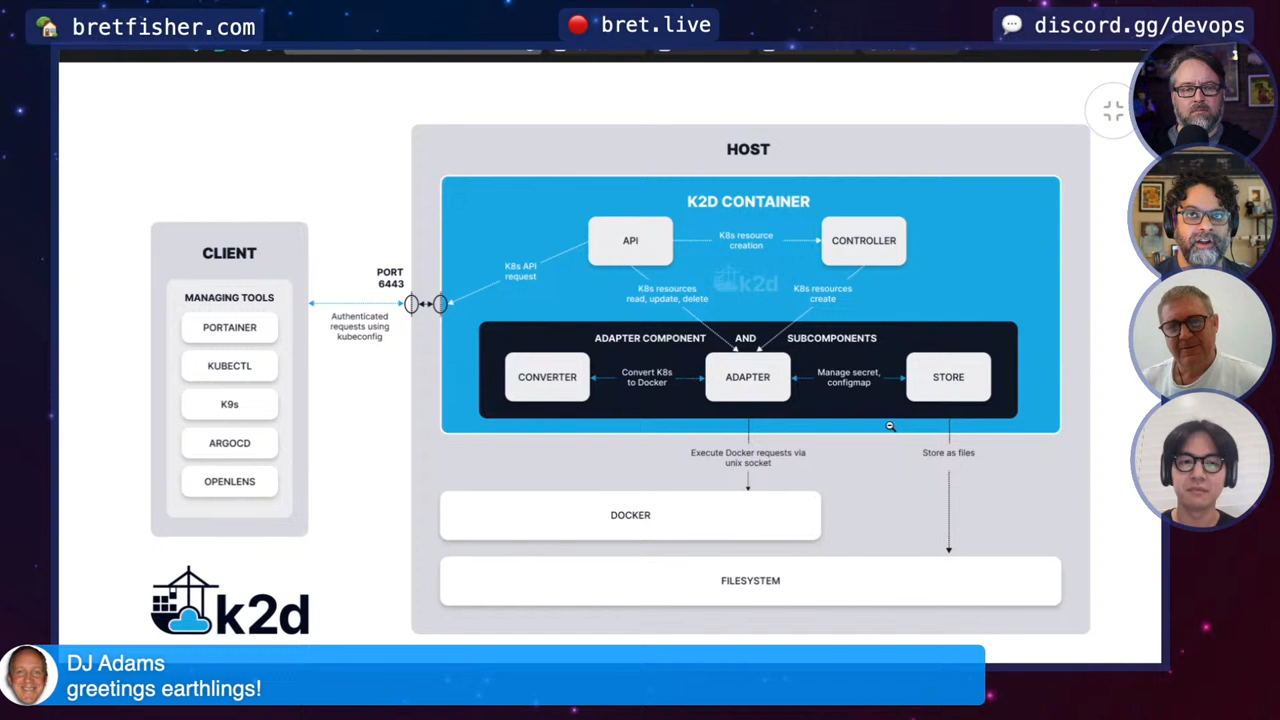 bretfisher.com
bret.live
discord.gg/devops
HOST
K2D CONTAINER
API
K8s resource
creation
CONTROLLER
K8s API
request
K8s resources
read, update, delete
k2d
K8s resources
create
CLIENT
MANAGING TOOLS
PORTAINER
KUBECTL
K9s
ARGOCD
OPENLENS
PORT
6443
Authenticated
requests using
kubeconfig
ADAPTER COMPONENT AND SUBCOMPONENTS
CONVERTER
Convert K8s
to Docker
ADAPTER
Manage secret,
configmap
STORE
Execute Docker requests via
unix socket
Store as files
DOCKER
FILESYSTEM
k2d
DJ Adams
greetings earthlings!